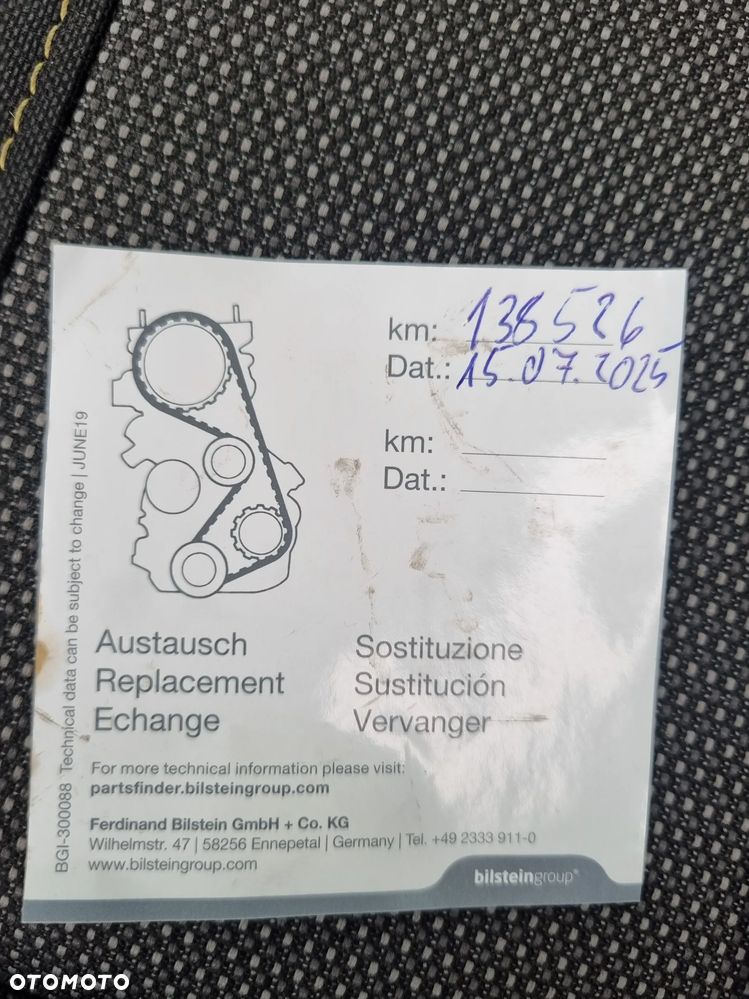 km: 138526
Dat.: 15.07.2025
km:
Dat.:
BGI-300088 Technical data can be subject to change | JUNE19
Austausch
Replacement
Echange
Sostituzione
Sustitución
Vervanger
For more technical information please visit:
partsfinder.bilsteingroup.com
Ferdinand Bilstein GmbH + Co. KG
Wilhelmstr. 47 | 58256 Ennepetal | Germany | Tel. +49 2333 911-0
www.bilsteingroup.com
bilsteingroup®
OTOMOTO